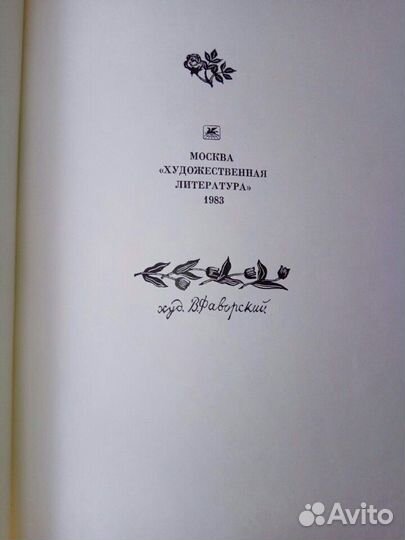 МОСКВА
«ХУДОЖЕСТВЕННАЯ
ЛИТЕРАТУРА»
1983
худ. В.Фаворский
Avito